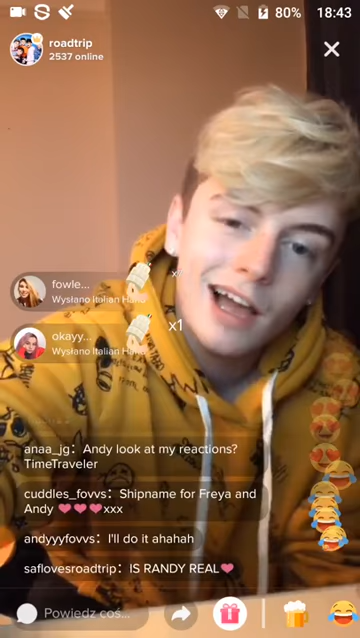 80% 18:43
roadtrip
2537 online
fowle...
Wysłano Italian Hand
x
okayy...
Wysłano Italian Hand
x1
anaa_jg: Andy look at my reactions?
TimeTraveler
cuddles_fovvs: Shipname for Freya and
Andy ❤️❤️❤️xxx
andyyyfovvs: I'll do it ahahah
saflovesroadtrip: IS RANDY REAL❤️
Powiedz coś...